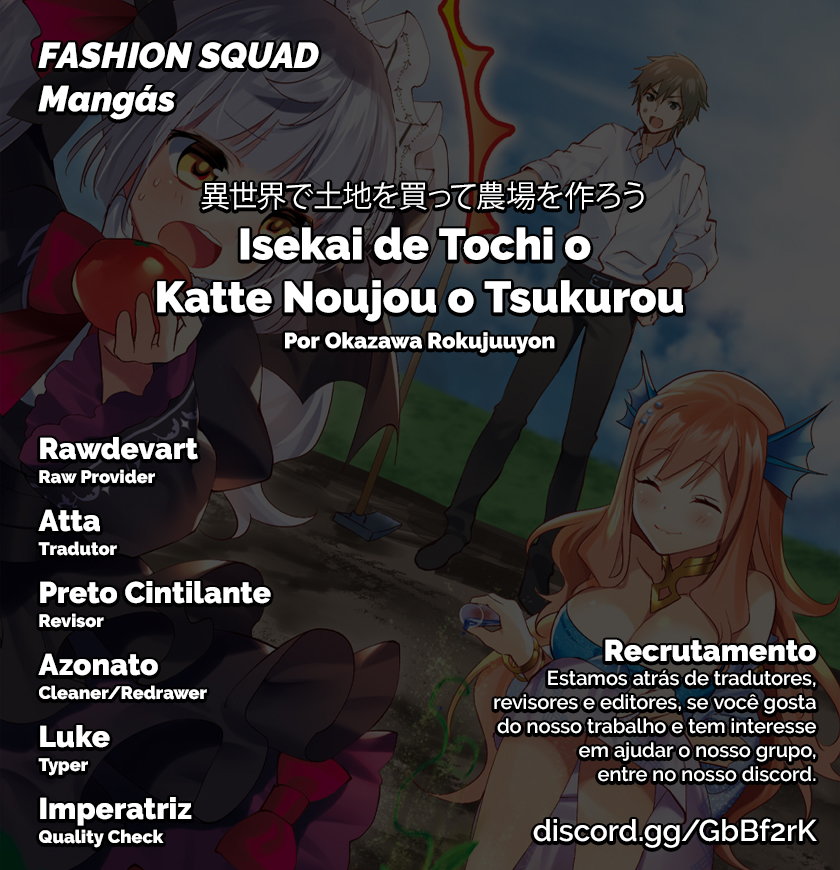 FASHION SQUAD
Mangás
異世界で土地を買って農場を作ろう
Isekai de Tochi o
Katte Noujou o Tsukurou
Por Okazawa Rokujuuyon
Rawdevart
Raw Provider
Atta
Tradutor
Preto Cintilante
Revisor
Azonato
Cleaner/Redrawer
Luke
Typer
Imperatriz
Quality Check
Recrutamento
Estamos atrás de tradutores,
revisores e editores, se você gosta
do nosso trabalho e tem interesse
em ajudar o nosso grupo,
entre no nosso discord.
discord.gg/GbBf2rK